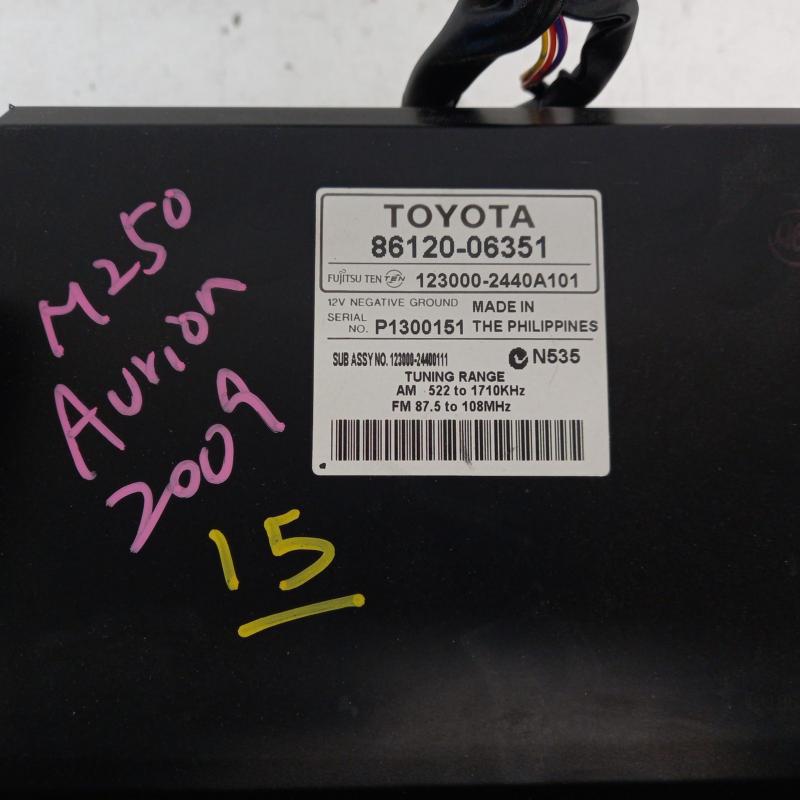 TOYOTA
86120-06351
FUJITSU TEN TEN 123000-2440A101
12V NEGATIVE GROUND MADE IN
SERIAL NO. P1300151 THE PHILIPPINES
SUB ASSY NO. 123000-24400111
N535
TUNING RANGE
AM 522 to 1710KHz
FM 87.5 to 108MHz
M250
Aurion
2009
15